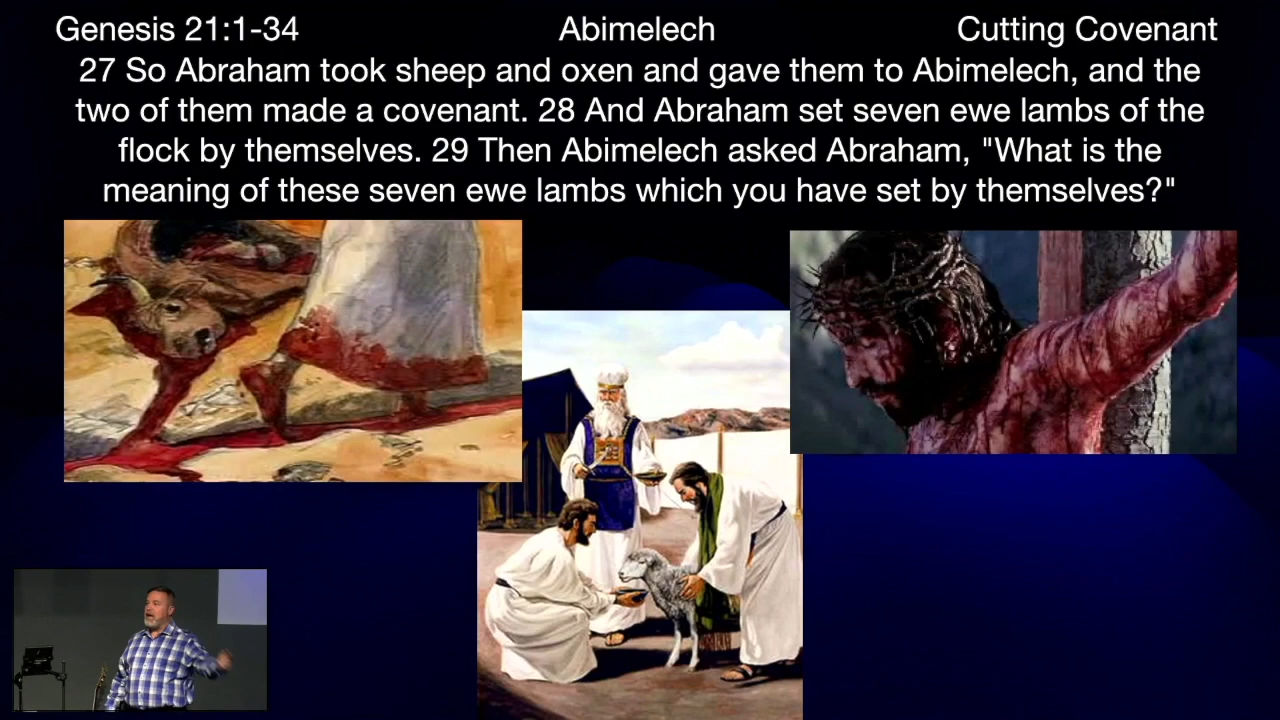 Genesis 21:1-34 Abimelech Cutting Covenant
27 So Abraham took sheep and oxen and gave them to Abimelech, and the
two of them made a covenant. 28 And Abraham set seven ewe lambs of the
flock by themselves. 29 Then Abimelech asked Abraham, "What is the
meaning of these seven ewe lambs which you have set by themselves?"